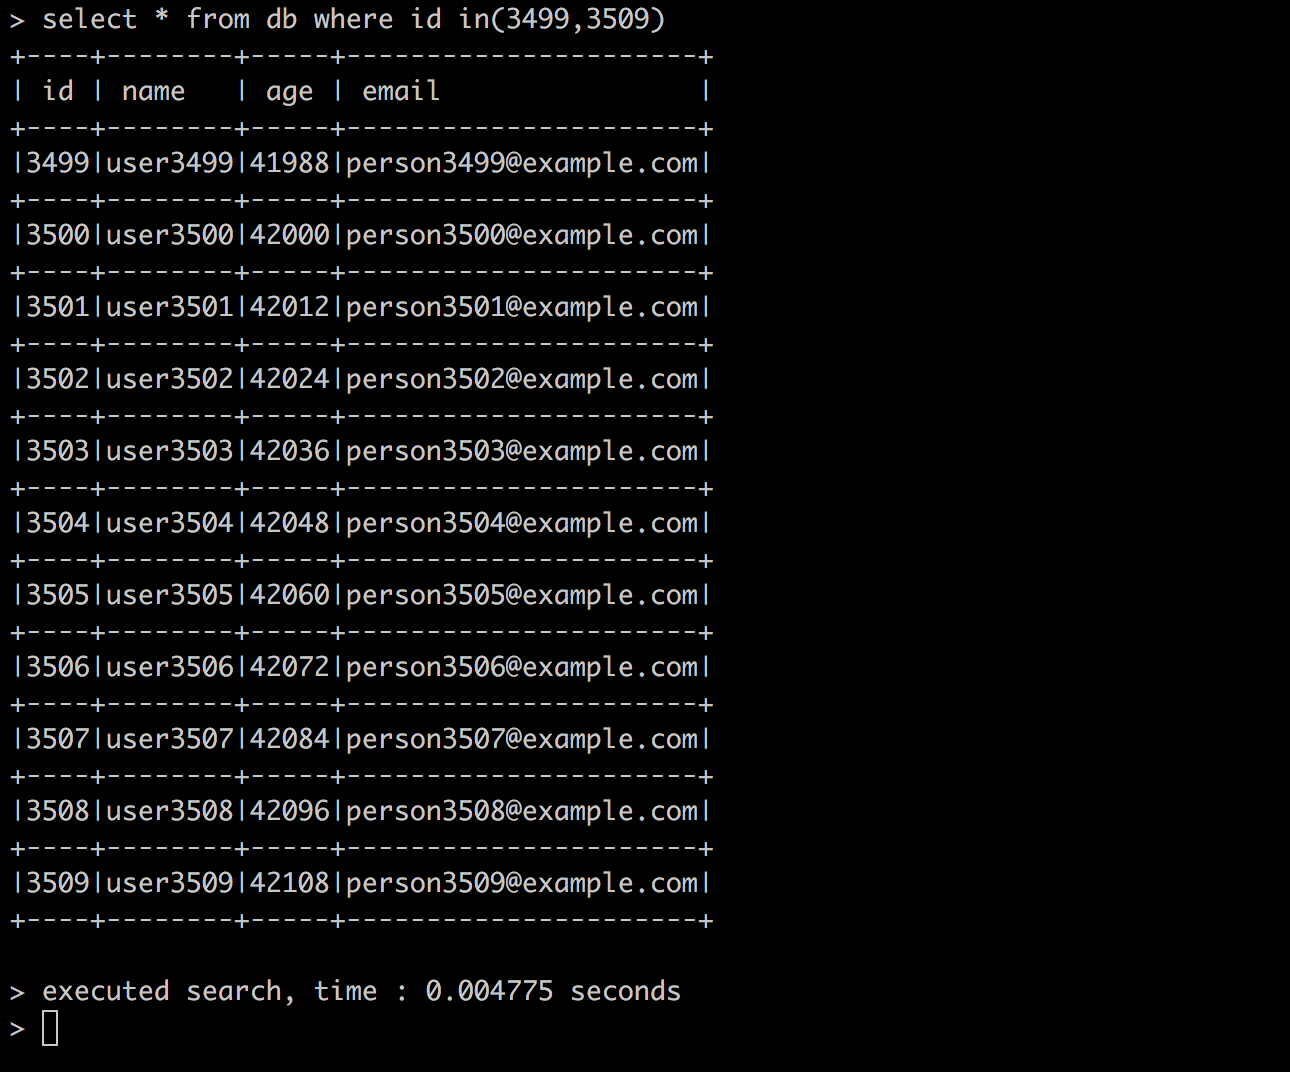 > select * from db where id in(3499,3509)
+----+--------+-----+----------------------+
| id | name   | age | email                |
+----+--------+-----+----------------------+
|3499|user3499|41988|person3499@example.com|
+----+--------+-----+----------------------+
|3500|user3500|42000|person3500@example.com|
+----+--------+-----+----------------------+
|3501|user3501|42012|person3501@example.com|
+----+--------+-----+----------------------+
|3502|user3502|42024|person3502@example.com|
+----+--------+-----+----------------------+
|3503|user3503|42036|person3503@example.com|
+----+--------+-----+----------------------+
|3504|user3504|42048|person3504@example.com|
+----+--------+-----+----------------------+
|3505|user3505|42060|person3505@example.com|
+----+--------+-----+----------------------+
|3506|user3506|42072|person3506@example.com|
+----+--------+-----+----------------------+
|3507|user3507|42084|person3507@example.com|
+----+--------+-----+----------------------+
|3508|user3508|42096|person3508@example.com|
+----+--------+-----+----------------------+
|3509|user3509|42108|person3509@example.com|
+----+--------+-----+----------------------+
> executed search, time : 0.004775 seconds
>